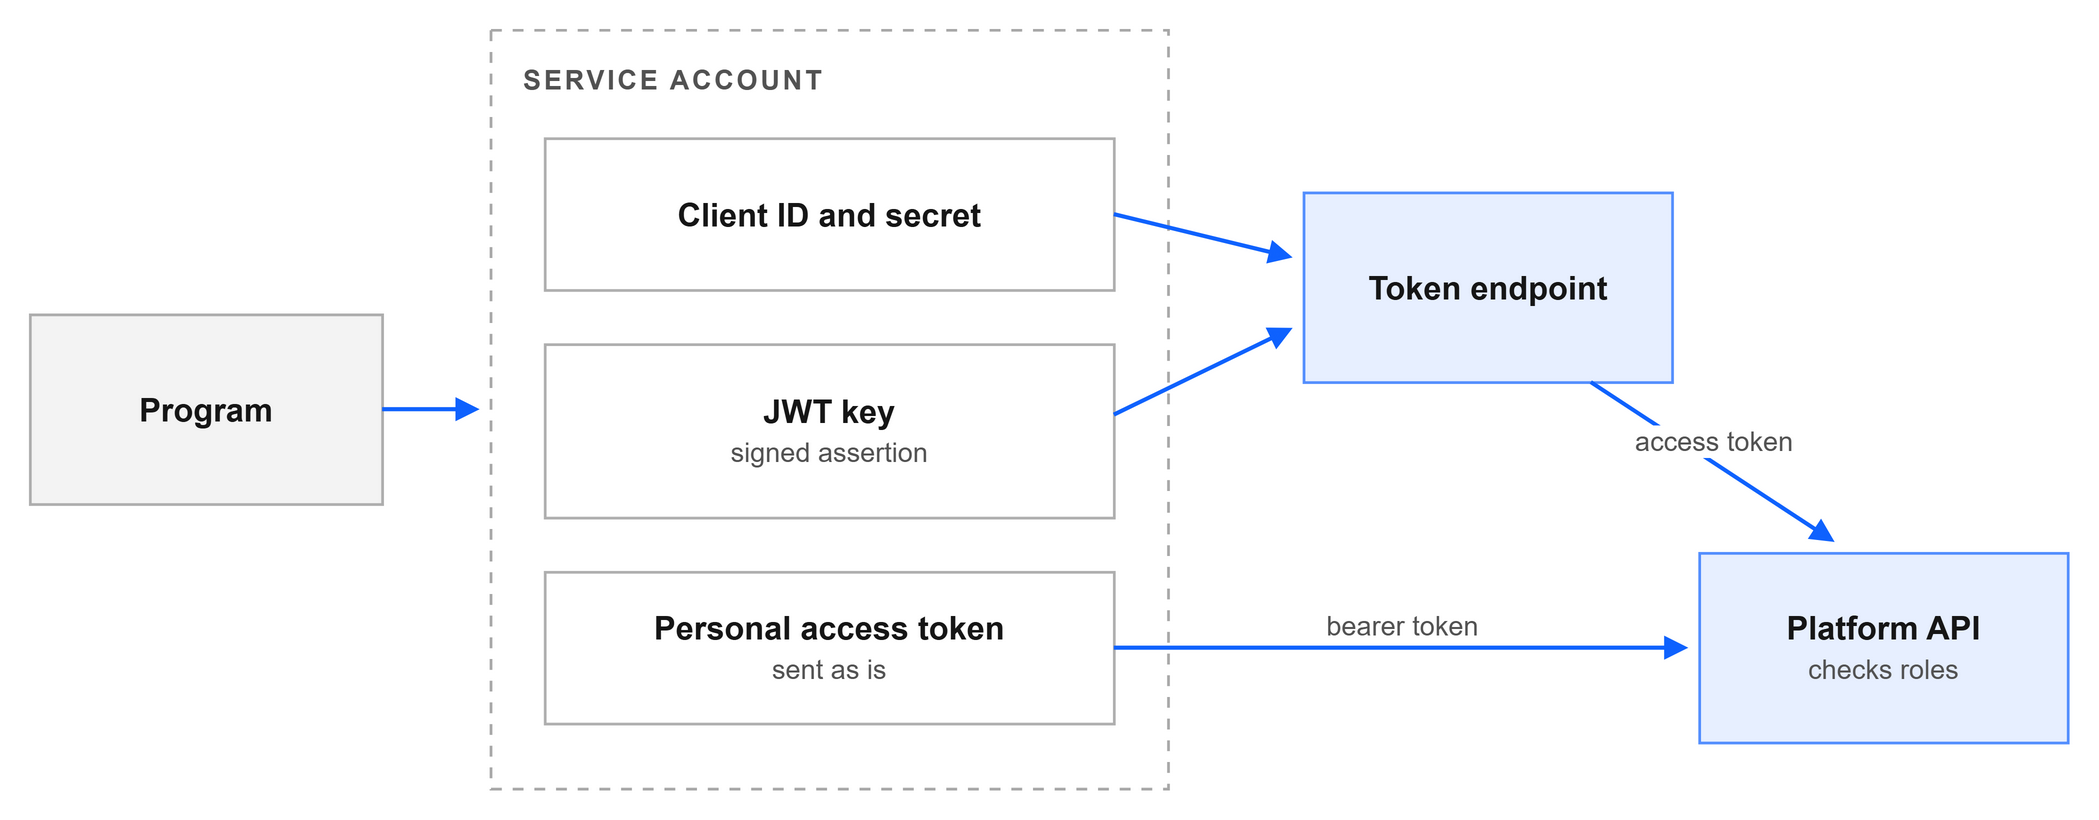 SERVICE ACCOUNT
Client ID and secret
Token endpoint
Program
JWT key
signed assertion
access token
Personal access token
sent as is
bearer token
Platform API
checks roles